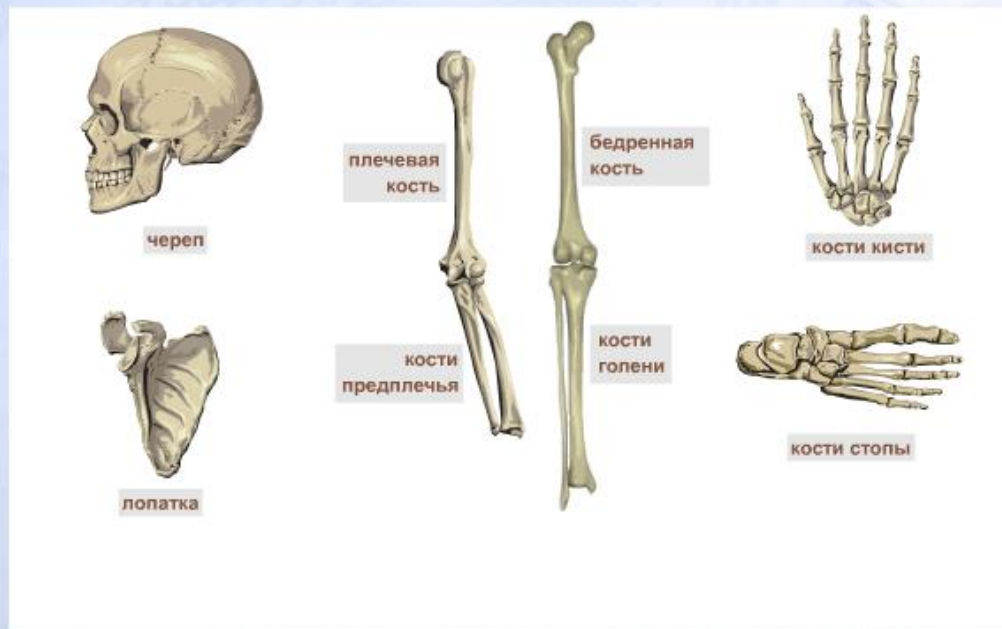 череп
плечевая
кость
бедренная
кость
кости кисти
лопатка
кости
предплечья
кости
голени
кости стопы